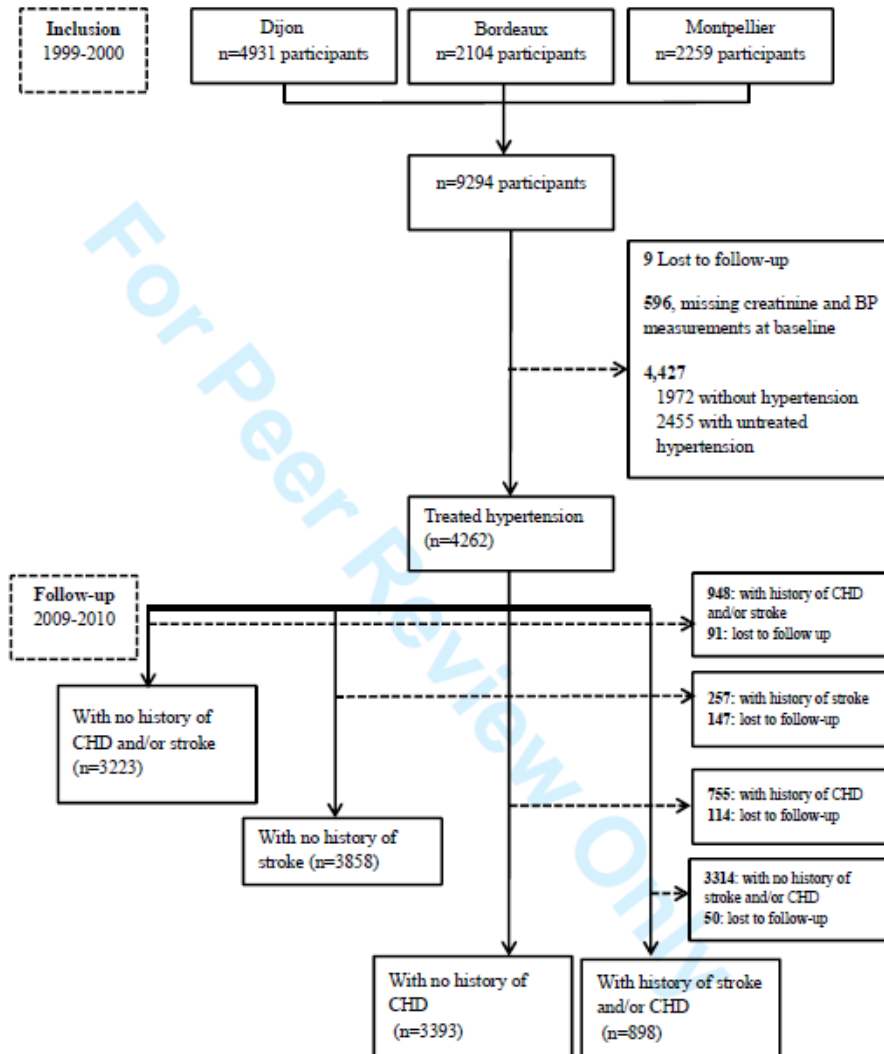 Inclusion
1999-2000
Dijon
n=4931 participants
Bordeaux
n=2104 participants
Montpellier
n=2259 participants
n=9294 participants
9 Lost to follow-up
596, missing creatinine and BP
measurements at baseline
4,427
1972 without hypertension
2455 with untreated
hypertension
Treated hypertension
(n=4262)
Follow-up
2009-2010
948: with history of CHD
and/or stroke
91: lost to follow up
With no history of
CHD and/or stroke
(n=3223)
257: with history of stroke
147: lost to follow-up
755: with history of CHD
114: lost to follow-up
With no history of
stroke (n=3858)
3314: with no history of
stroke and/or CHD
50: lost to follow-up
With no history of
CHD
(n=3393)
With history of stroke
and/or CHD
(n=898)
For Peer Review Only